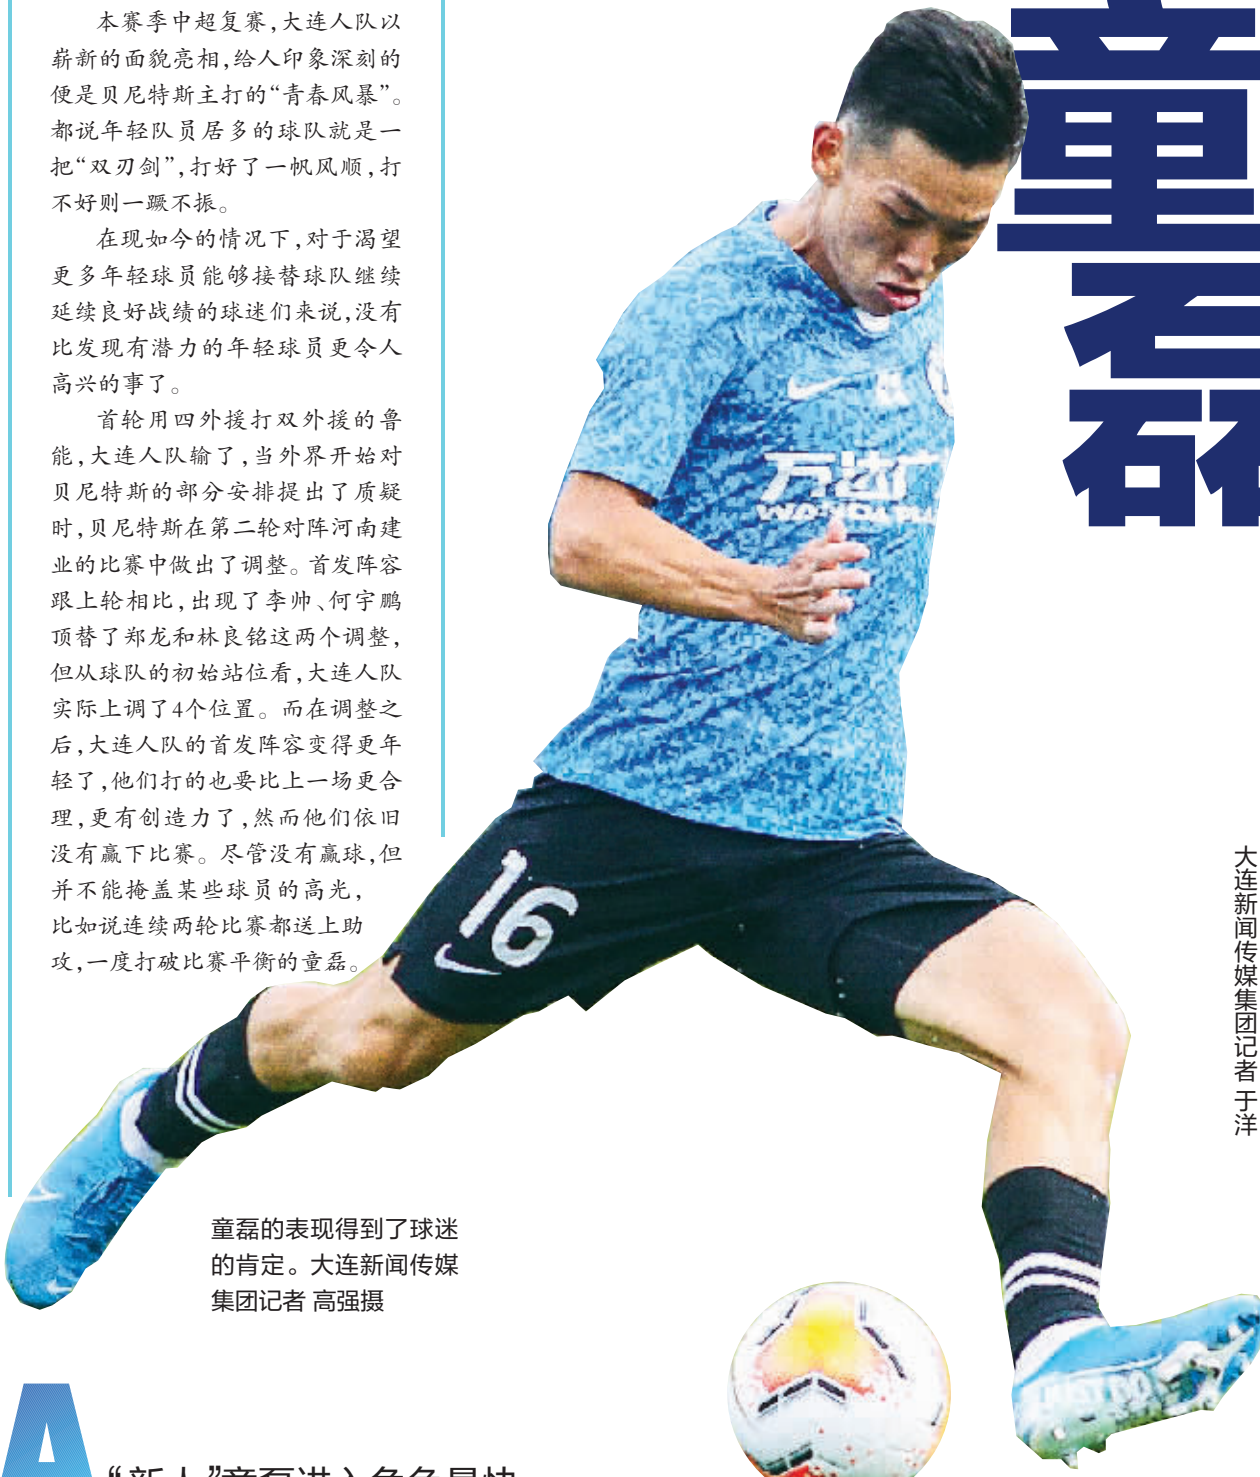 本赛季中超复赛,大连人队以
崭新的面貌亮相,给人印象深刻的
便是贝尼特斯主打的“青春风暴”。
都说年轻队员居多的球队就是一
把“双刃剑”,打好了一帆风顺,打
不好则一蹶不振。
在现如今的情况下,对于渴望
更多年轻球员能够接替球队继续
延续良好战绩的球迷们来说,没有
比发现有潜力的年轻球员更令人
高兴的事了。
首轮用四外援打双外援的鲁
能,大连人队输了,当外界开始对
贝尼特斯的部分安排提出了质疑
时,贝尼特斯在第二轮对阵河南建
业的比赛中做出了调整。首发阵容
跟上轮相比,出现了李帅、何宇鹏
顶替了郑龙和林良铭这两个调整,
但从球队的初始站位看,大连人队
实际上调了4个位置。而在调整之
后,大连人队的首发阵容变得更年
轻了,他们打的也要比上一场更合
理,更有创造力了,然而他们依旧
没有赢下比赛。尽管没有赢球,但
并不能掩盖某些球员的高光,
比如说连续两轮比赛都送上助
攻,一度打破比赛平衡的童磊。
童磊
万达
WANDA
16
大连新闻传媒集团记者 于洋
童磊的表现得到了球迷
的肯定。大连新闻传媒
集团记者 高强摄
A
“新人”童磊进入角色最快